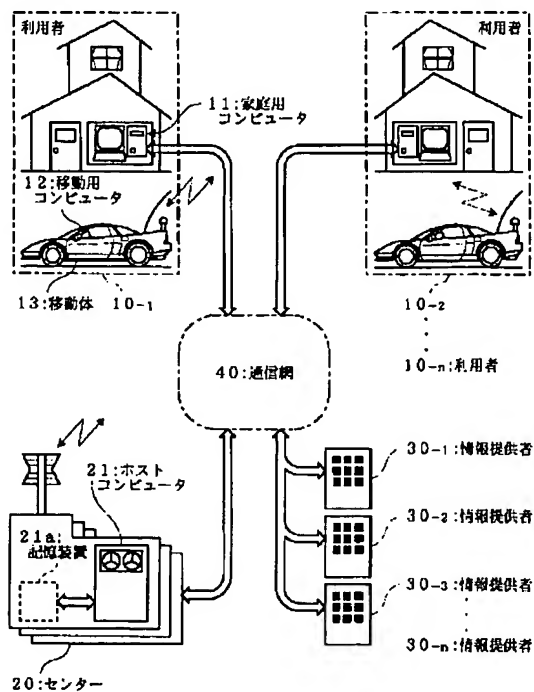 利用者
利用者
11:家庭用
コンピュータ
12:移動用
コンピュータ
13:移動体
10-1
10-2
10-n:利用者
40:通信網
21:ホスト
コンピュータ
21a:
記憶装置
20:センター
30-1:情報提供者
30-2:情報提供者
30-3:情報提供者
30-n:情報提供者